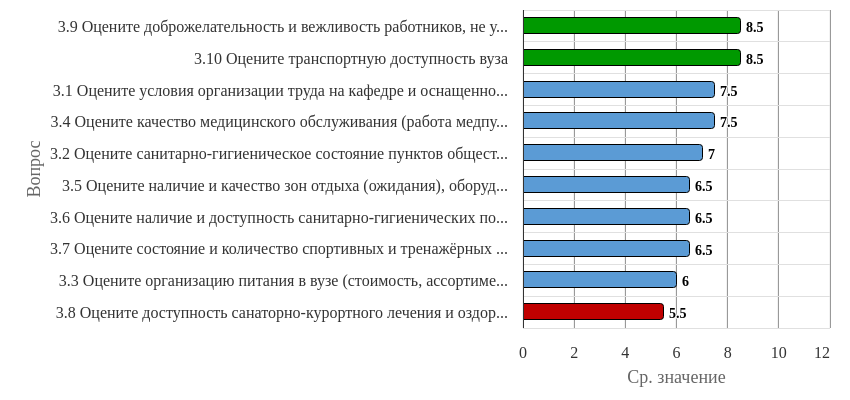 3.9 Оцените доброжелательность и вежливость работников, не у... 8.5
3.10 Оцените транспортную доступность вуза 8.5
3.1 Оцените условия организации труда на кафедре и оснащенно... 7.5
3.4 Оцените качество медицинского обслуживания (работа медпу... 7.5
3.2 Оцените санитарно-гигиеническое состояние пунктов общест... 7
3.5 Оцените наличие и качество зон отдыха (ожидания), оборуд... 6.5
3.6 Оцените наличие и доступность санитарно-гигиенических по... 6.5
3.7 Оцените состояние и количество спортивных и тренажёрных ... 6.5
3.3 Оцените организацию питания в вузе (стоимость, ассортиме... 6
3.8 Оцените доступность санаторно-курортного лечения и оздор... 5.5
Вопрос
0 2 4 6 8 10 12
Ср. значение